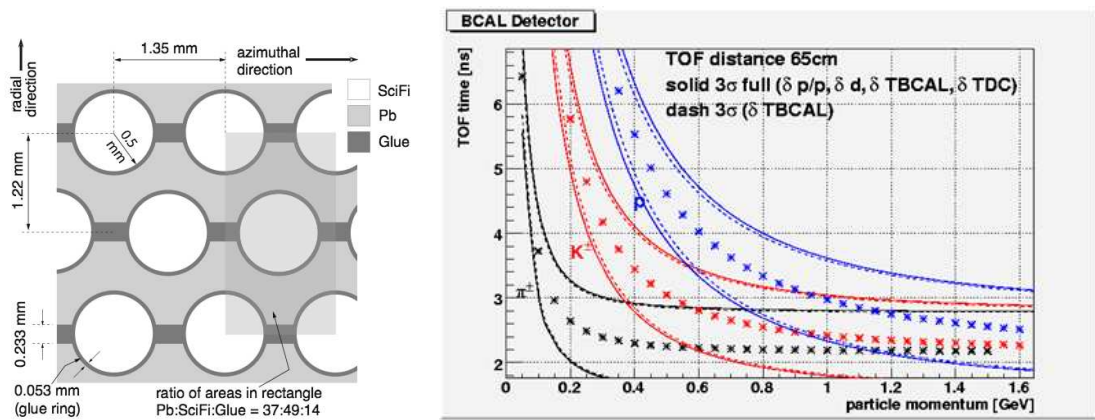 radial
direction
1.35 mm
azimuthal
direction
SciFi
Pb
Glue
0.5
mm
1.22 mm
0.233 mm
0.053 mm
(glue ring)
ratio of areas in rectangle
Pb:SciFi:Glue = 37:49:14
BCAL Detector
TOF time [ns]
TOF distance 65cm
solid 3σ full (δ p/p, δ d, δ TBCAL, δ TDC)
dash 3σ (δ TBCAL)
6
5
4
3
2
p
K±
π±
0 0.2 0.4 0.6 0.8 1 1.2 1.4 1.6
particle momentum [GeV]